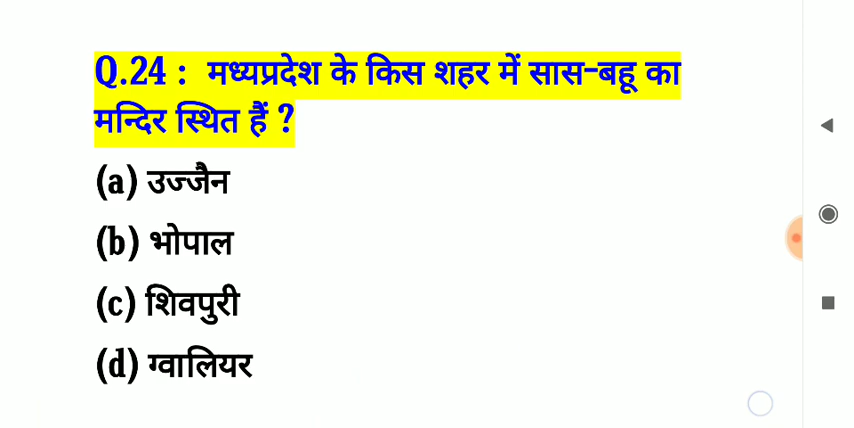 Q.24 : मध्यप्रदेश के किस शहर में सास-बहू का
मन्दिर स्थित हैं ?
(a) उज्जैन
(b) भोपाल
(c) शिवपुरी
(d) ग्वालियर